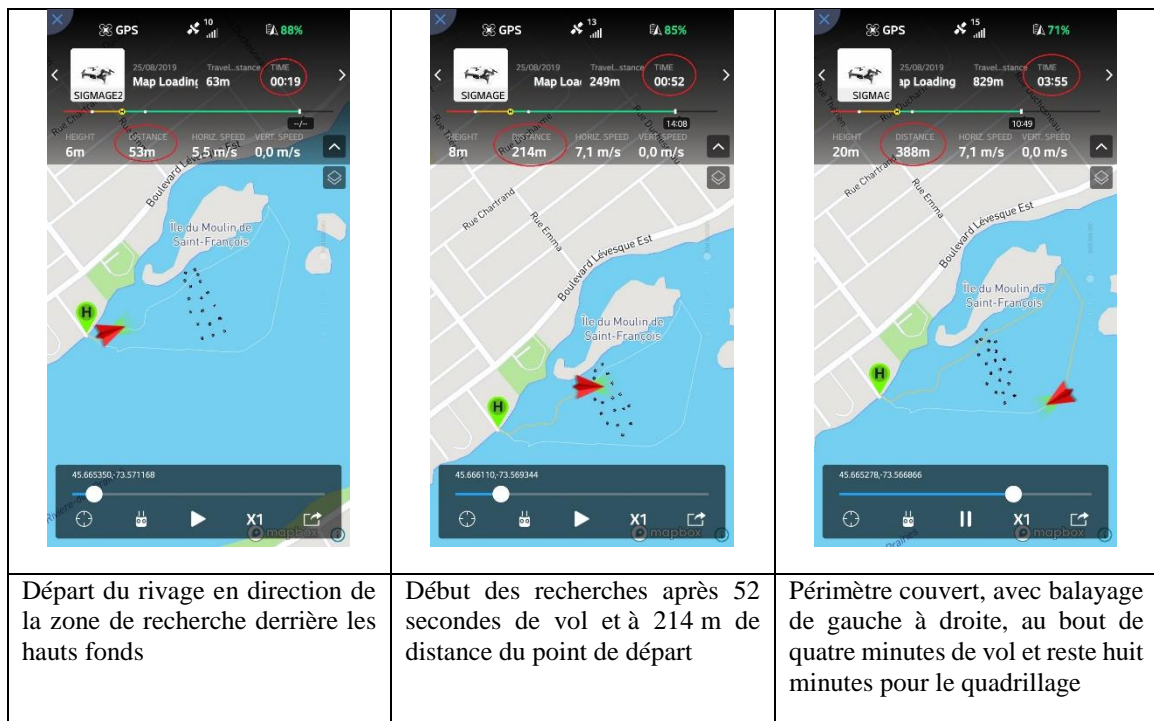 GPS
10
88%
25/08/2019
Travel...stance
TIME
Map Loading
63m
00:19
SIGMAGE2
--/--
HEIGHT
DISTANCE
HORIZ. SPEED
VERT. SPEED
6m
53m
5,5 m/s
0,0 m/s
Boulevard Lévesque Est
Île du Moulin de
Saint-François
H
45.665350,-73.571168
X1
mapbox
Départ du rivage en direction de
la zone de recherche derrière les
hauts fonds
GPS
13
85%
25/08/2019
Travel...stance
TIME
Map Loa
249m
00:52
SIGMAGE
14:08
HEIGHT
DISTANCE
HORIZ. SPEED
VERT. SPEED
8m
214m
7,1 m/s
0,0 m/s
Rue Chartrand
Rue Emma
Boulevard Lévesque Est
Île du Moulin de
Saint-François
H
45.666110,-73.569344
X1
mapbox
Début des recherches après 52
secondes de vol et à 214 m de
distance du point de départ
GPS
15
71%
25/08/2019
Travel...stance
TIME
ap Loading
829m
03:55
SIGMAC
10:49
HEIGHT
DISTANCE
HORIZ. SPEED
VERT. SPEED
20m
388m
7,1 m/s
0,0 m/s
Rue Chartrand
Rue Emma
Boulevard Lévesque Est
Île du Moulin de
Saint-François
H
45.665278,-73.566866
X1
mapbox
Périmètre couvert, avec balayage
de gauche à droite, au bout de
quatre minutes de vol et reste huit
minutes pour le quadrillage